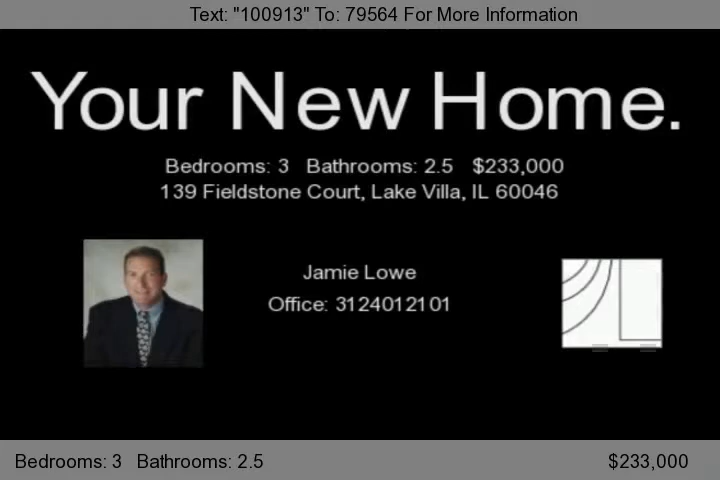 Text: "100913" To: 79564 For More Information
Your New Home.
Bedrooms: 3 Bathrooms: 2.5 $233,000
139 Fieldstone Court, Lake Villa, IL 60046
Jamie Lowe
Office: 3124012101
Bedrooms: 3 Bathrooms: 2.5 $233,000